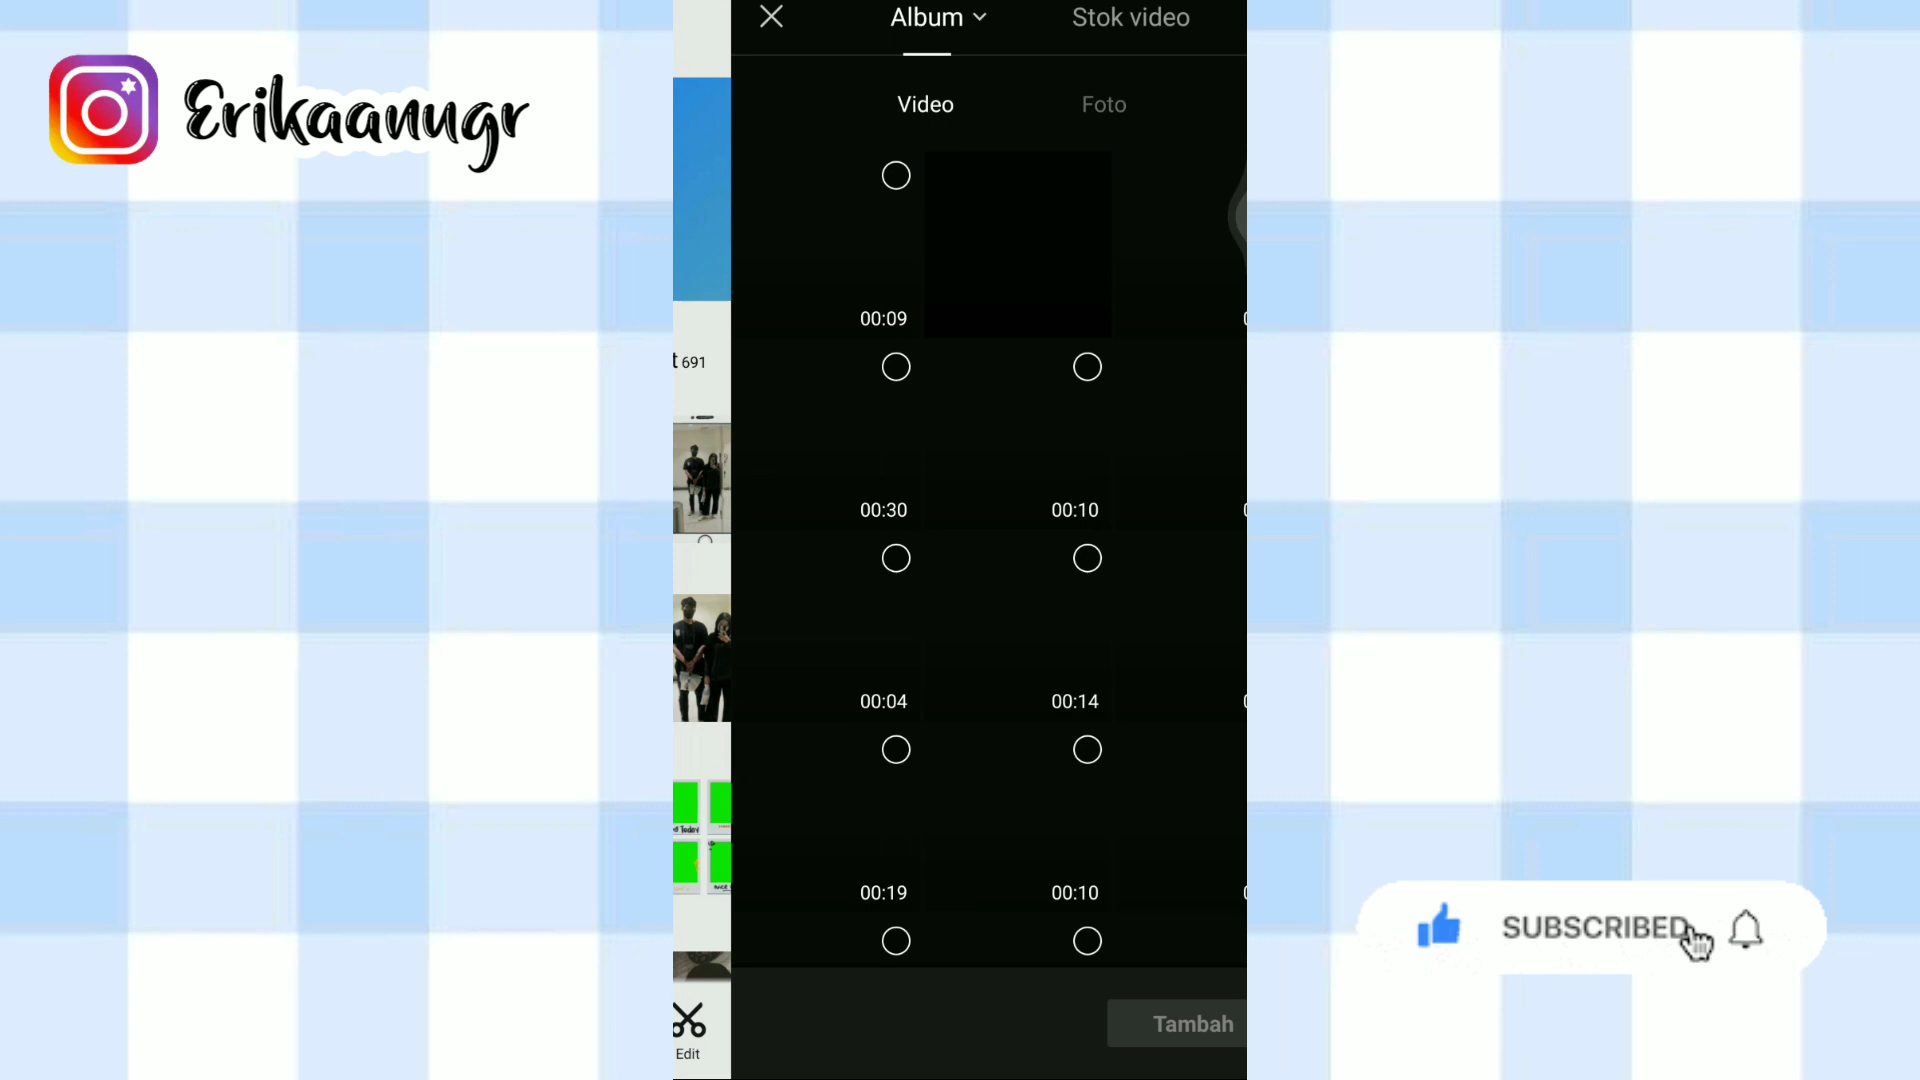 Erikaanugr
Album
Stok video
Video
Foto
00:09
t 691
00:30
00:10
00:04
00:14
00:19
00:10
SUBSCRIBED
Tambah
Edit